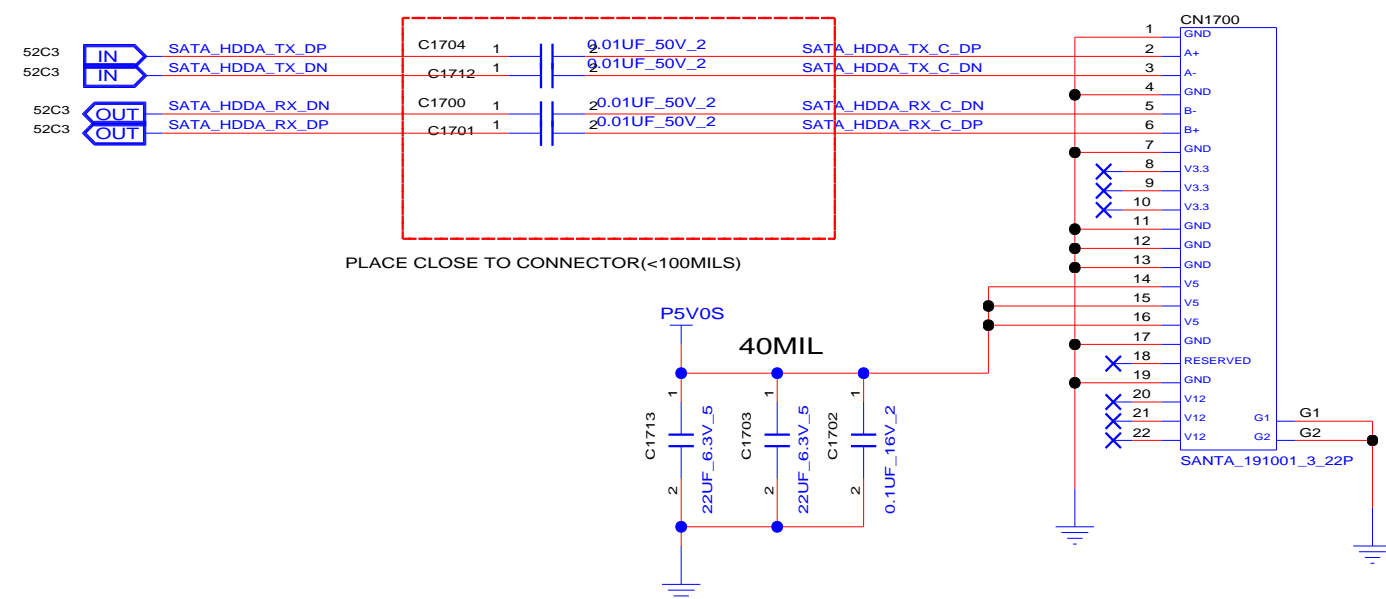 CN1700
52C3 IN SATA_HDDA_TX_DP C1704 1 2 0.01UF_50V_2 SATA_HDDA_TX_C_DP
52C3 IN SATA_HDDA_TX_DN C1712 1 2 0.01UF_50V_2 SATA_HDDA_TX_C_DN
52C3 OUT SATA_HDDA_RX_DN C1700 1 2 0.01UF_50V_2 SATA_HDDA_RX_C_DN
52C3 OUT SATA_HDDA_RX_DP C1701 1 2 0.01UF_50V_2 SATA_HDDA_RX_C_DP
PLACE CLOSE TO CONNECTOR(<100MILS)
1 GND
2 A+
3 A-
4 GND
5 B-
6 B+
7 GND
8 V3.3
9 V3.3
10 V3.3
11 GND
12 GND
13 GND
14 V5
15 V5
16 V5
17 GND
18 RESERVED
19 GND
20 V12
21 V12 G1 G1
22 V12 G2 G2
SANTA_191001_3_22P
P5V0S
40MIL
C1713 1 2 22UF_6.3V_5
C1703 1 2 22UF_6.3V_5
C1702 1 2 0.1UF_16V_2